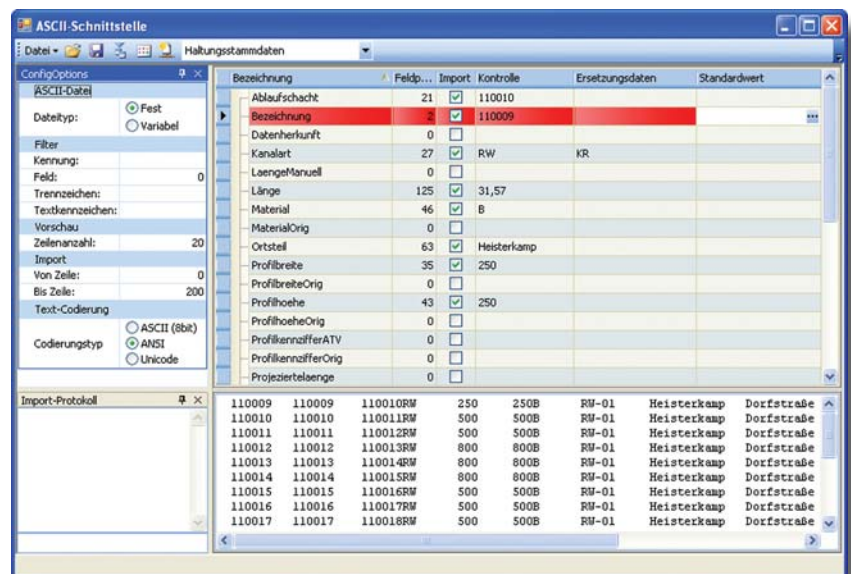 ASCII-Schnittstelle
Datei Haltungsstammdaten
ConfigOptions
ASCII-Datei
Dateityp: Fest
Variabel
Filter
Kennung:
Feld: 0
Trennzeichen:
Textkennzeichen:
Vorschau
Zeilenanzahl: 20
Import
Von Zeile: 0
Bis Zeile: 200
Text-Codierung
Codierungstyp ASCII (8bit)
ANSI
Unicode
Bezeichnung Feldp... Import Kontrolle Ersetzungsdaten Standardwert
Ablaufschacht 21 110010
Bezeichnung 2 110009
Datenherkunft 0
Kanalart 27 RW KR
LaengeManuell 0
Länge 125 31,57
Material 46 B
MaterialOrig 0
Ortsteil 63 Heisterkamp
Profilbreite 35 250
ProfilbreiteOrig 0
Profilhoehe 43 250
ProfilhoeheOrig 0
ProfilkennzifferATV 0
ProfilkennzifferOrig 0
Projeziertelaenge 0
Import-Protokoll
110009 110009 110010RW 250 250B RW-01 Heisterkamp Dorfstraße
110010 110010 110011RW 500 500B RW-01 Heisterkamp Dorfstraße
110011 110011 110012RW 500 500B RW-01 Heisterkamp Dorfstraße
110012 110012 110013RW 800 800B RW-01 Heisterkamp Dorfstraße
110013 110013 110014RW 800 800B RW-01 Heisterkamp Dorfstraße
110014 110014 110015RW 800 800B RW-01 Heisterkamp Dorfstraße
110015 110015 110016RW 500 500B RW-01 Heisterkamp Dorfstraße
110016 110016 110017RW 500 500B RW-01 Heisterkamp Dorfstraße
110017 110017 110018RW 500 500B RW-01 Heisterkamp Dorfstraße